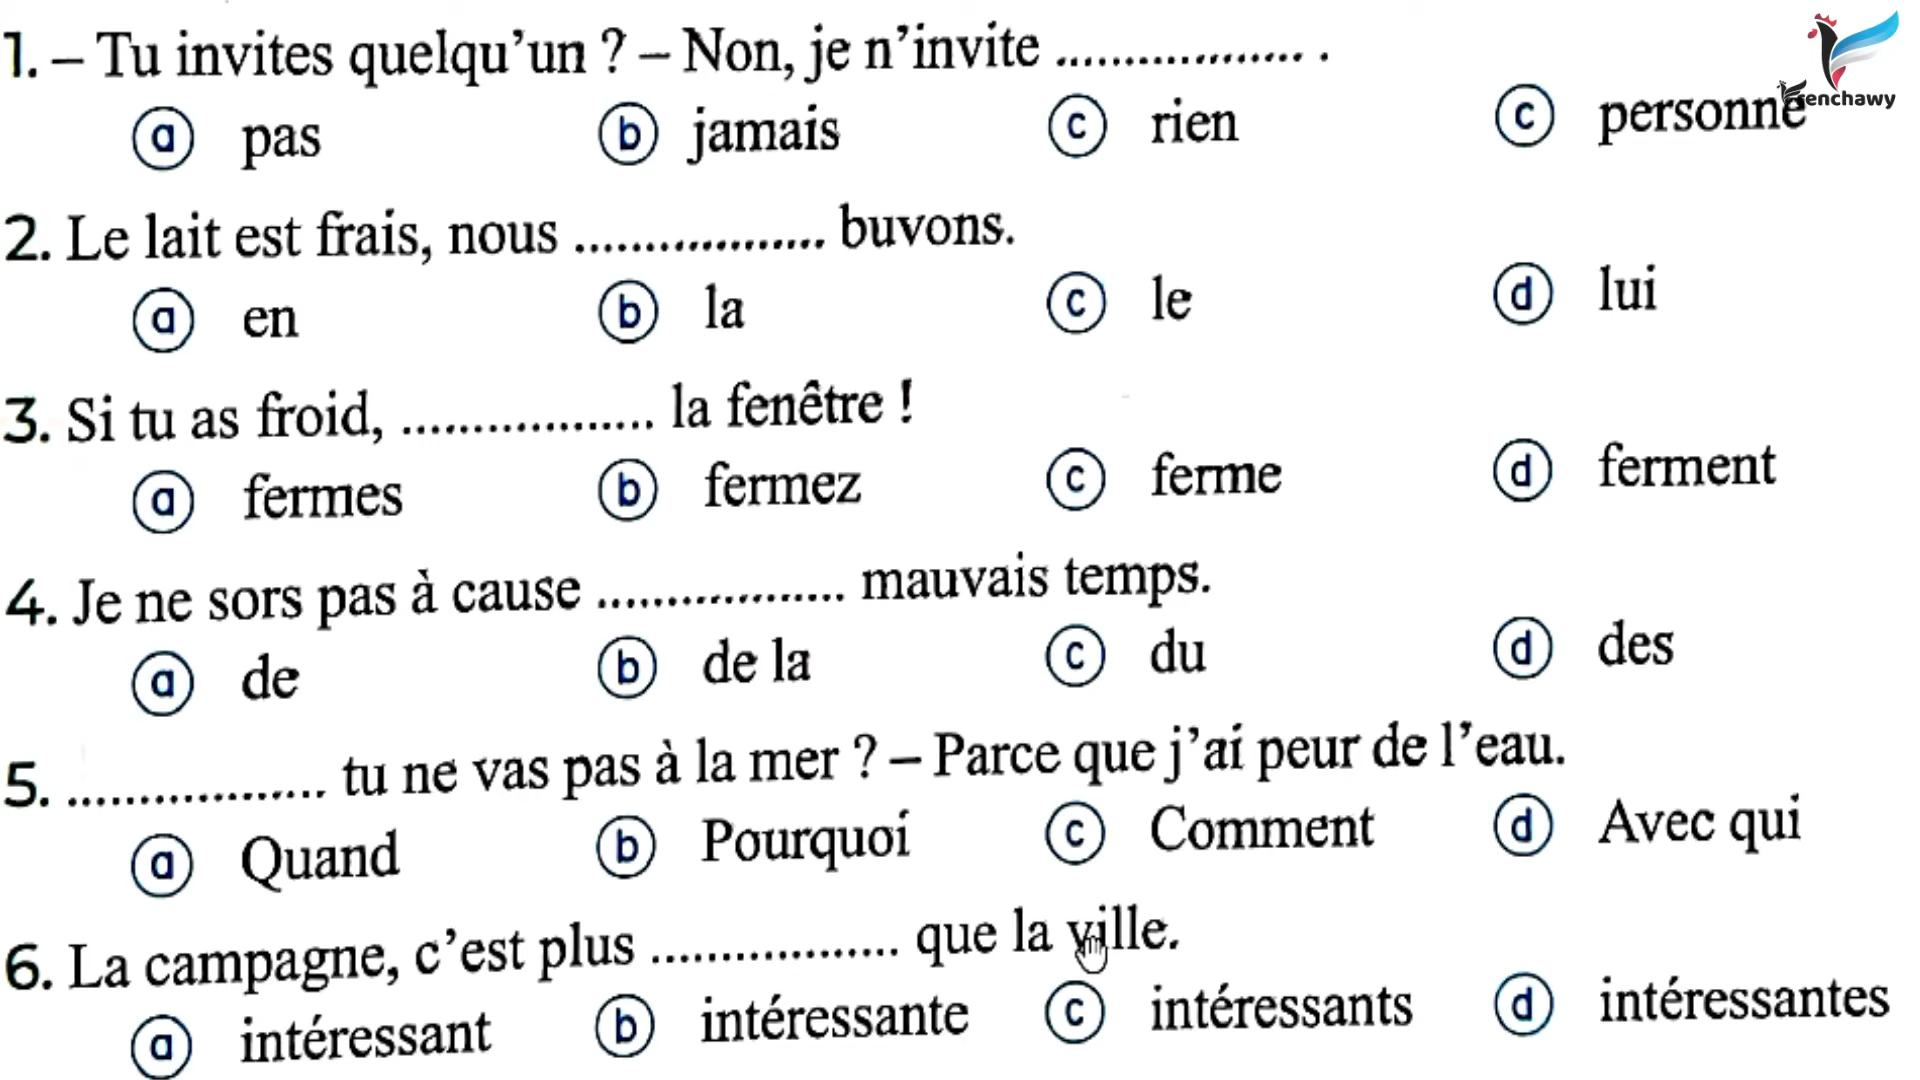 1. – Tu invites quelqu’un ? – Non, je n’invite .................. .
a pas b jamais c rien c personne
Frenchawy
2. Le lait est frais, nous .................. buvons.
a en b la c le d lui
3. Si tu as froid, .................. la fenêtre !
a fermes b fermez c ferme d ferment
4. Je ne sors pas à cause .................. mauvais temps.
a de b de la c du d des
5. .................. tu ne vas pas à la mer ? – Parce que j’ai peur de l’eau.
a Quand b Pourquoi c Comment d Avec qui
6. La campagne, c’est plus .................. que la ville.
a intéressant b intéressante c intéressants d intéressantes